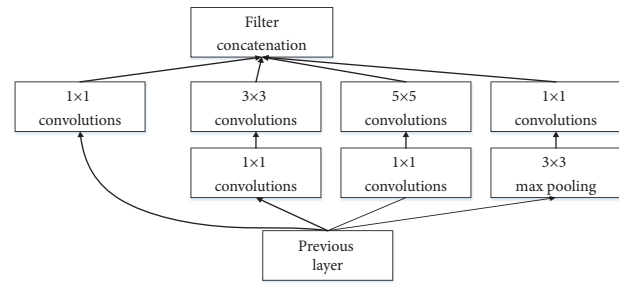 Filter
concatenation
1×1
convolutions
3×3
convolutions
5×5
convolutions
1×1
convolutions
1×1
convolutions
1×1
convolutions
3×3
max pooling
Previous
layer